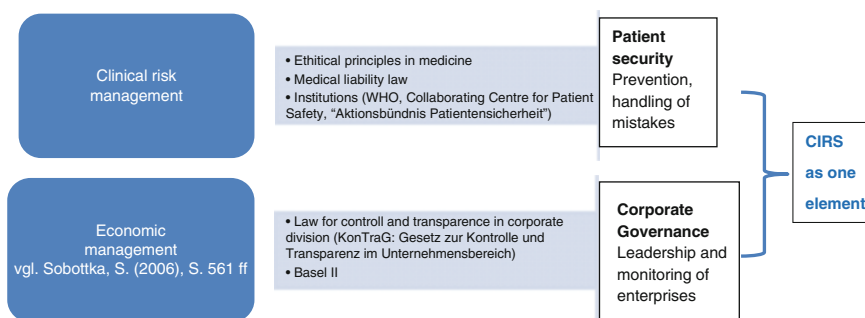 Clinical risk
management
• Ethitical principles in medicine
• Medical liability law
• Institutions (WHO, Collaborating Centre for Patient
Safety, “Aktionsbündnis Patientensicherheit”)
Patient
security
Prevention,
handling of
mistakes
Economic
management
vgl. Sobottka, S. (2006), S. 561 ff
• Law for controll and transparence in corporate
division (KonTraG: Gesetz zur Kontrolle und
Transparenz im Unternehmensbereich)
• Basel II
Corporate
Governance
Leadership and
monitoring of
enterprises
CIRS
as one
element